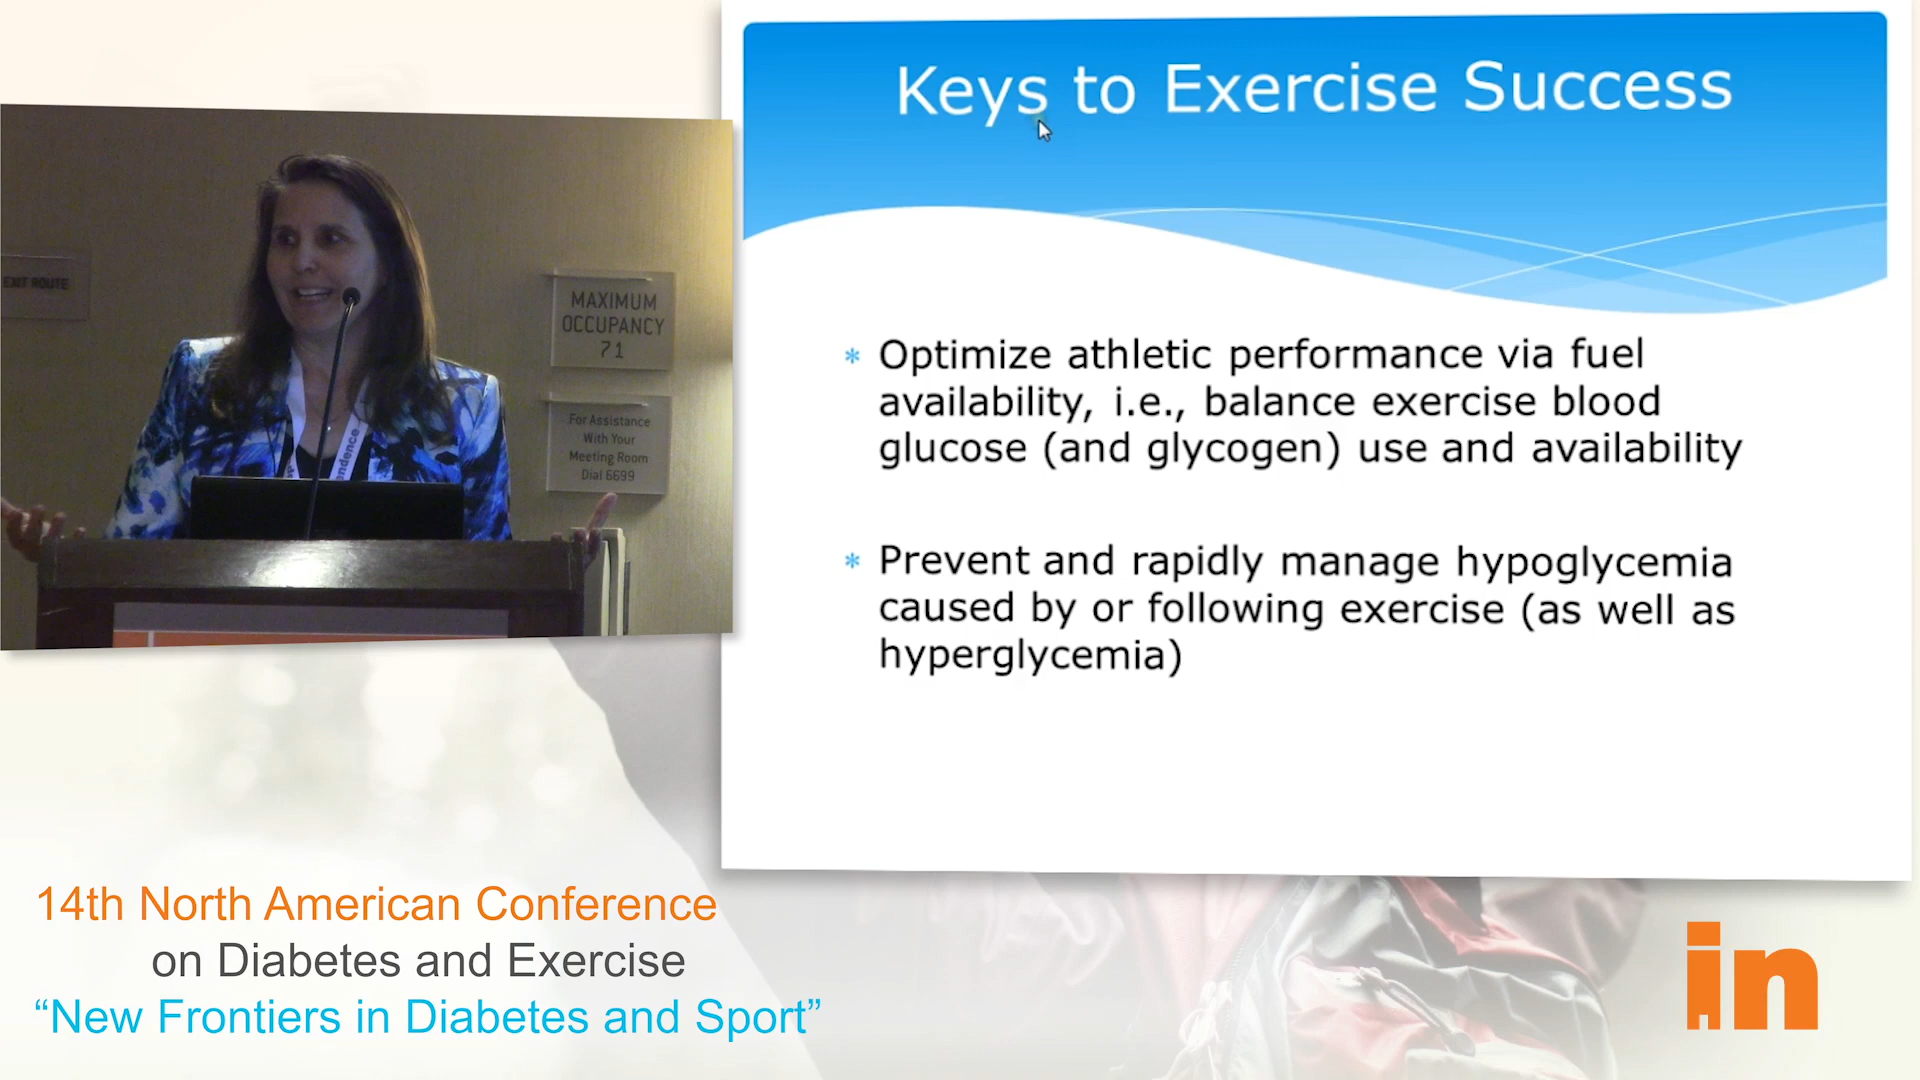 Keys to Exercise Success
EXIT ROUTE
MAXIMUM
OCCUPANCY
71
For Assistance
With Your
Meeting Room
Dial 6699
* Optimize athletic performance via fuel
availability, i.e., balance exercise blood
glucose (and glycogen) use and availability
* Prevent and rapidly manage hypoglycemia
caused by or following exercise (as well as
hyperglycemia)
14th North American Conference
on Diabetes and Exercise
“New Frontiers in Diabetes and Sport”
in